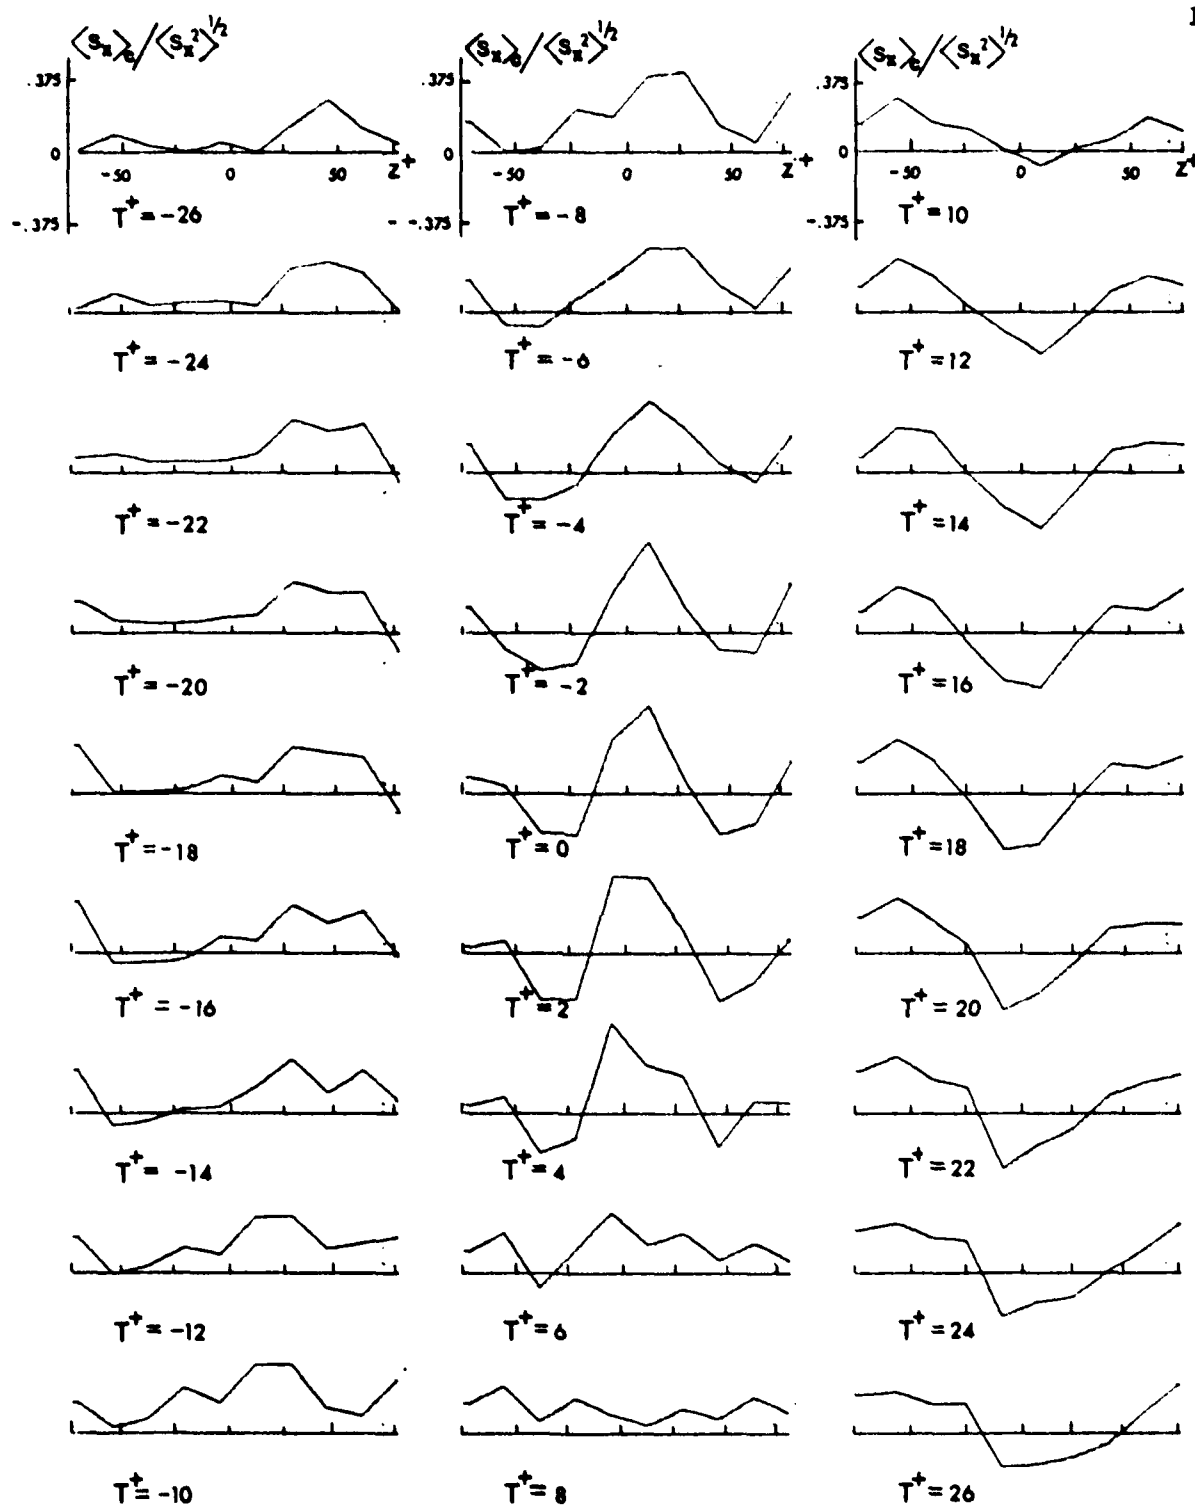 1
⟨Sx⟩c/⟨Sx²⟩^1/2
.375
0
-.375
-50 0 50 Z+
T+ = -26
T+ = -24
T+ = -22
T+ = -20
T+ = -18
T+ = -16
T+ = -14
T+ = -12
T+ = -10
⟨Sx⟩c/⟨Sx²⟩^1/2
.375
0
- -.375
-50 0 50 Z+
T+ = -8
T+ = -6
T+ = -4
T+ = -2
T+ = 0
T+ = 2
T+ = 4
T+ = 6
T+ = 8
⟨Sx⟩c/⟨Sx²⟩^1/2
.375
0
-.375
-50 0 50 Z+
T+ = 10
T+ = 12
T+ = 14
T+ = 16
T+ = 18
T+ = 20
T+ = 22
T+ = 24
T+ = 26